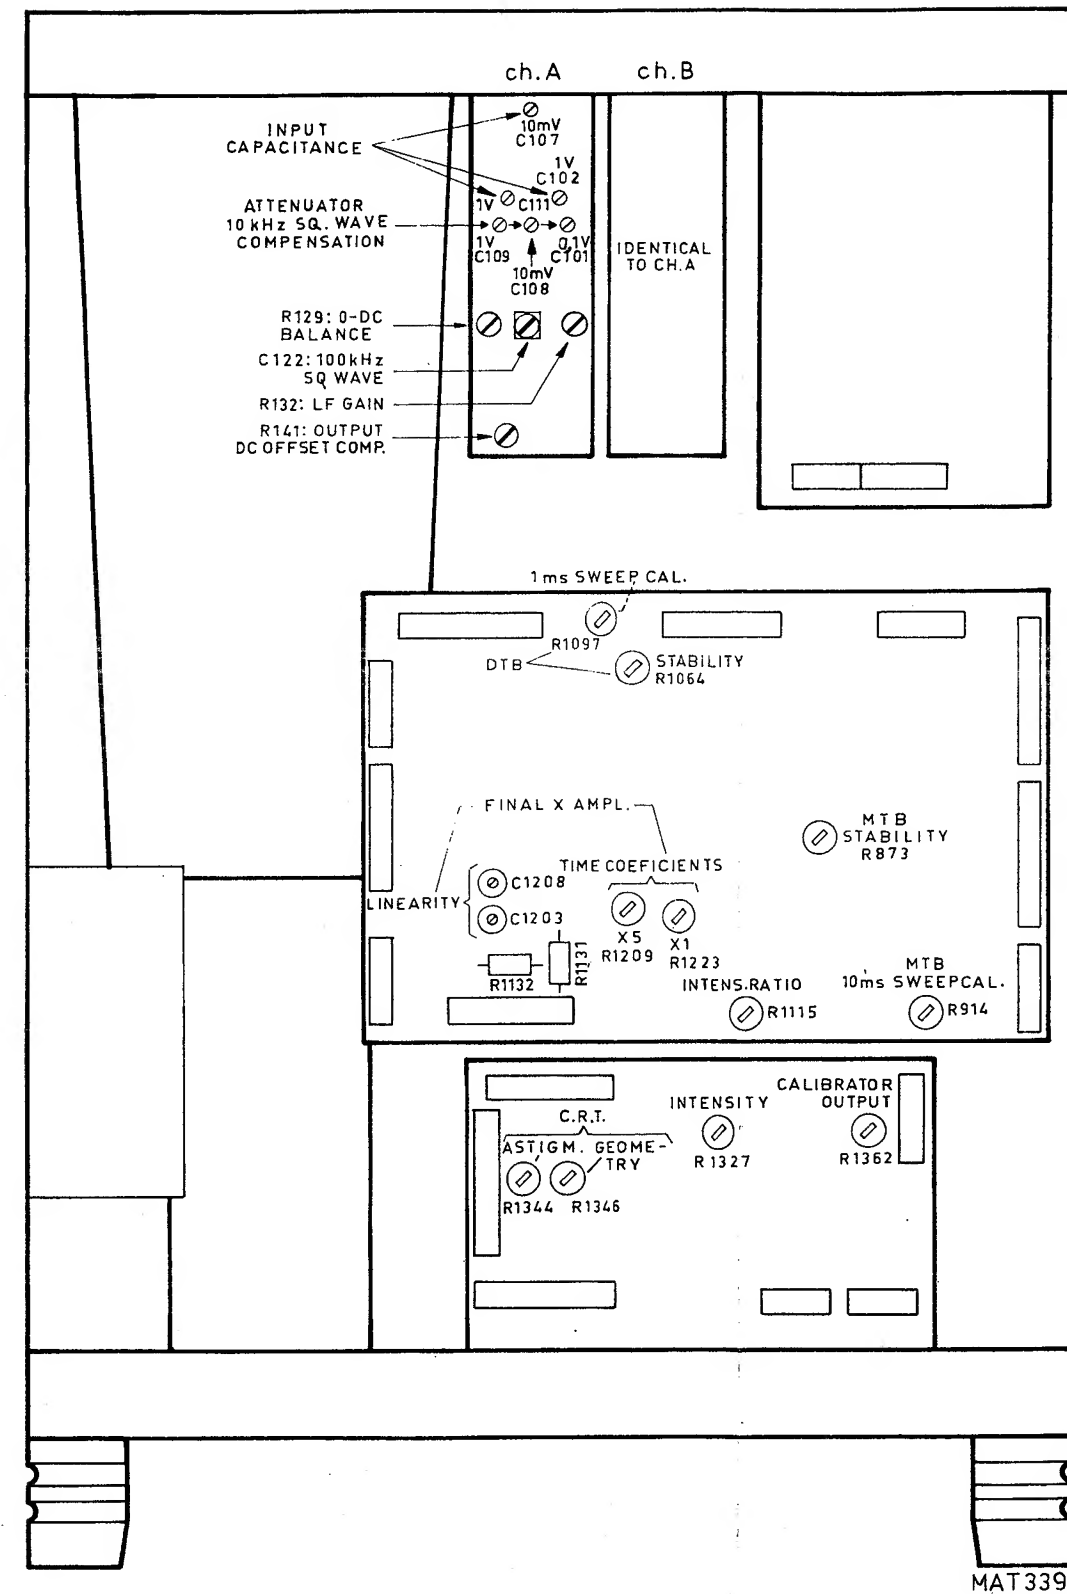 ch.A
ch.B
INPUT
CAPACITANCE
10mV
C107
1V
C102
1V
C111
ATTENUATOR
10 kHz SQ. WAVE
COMPENSATION
1V
C109
0,1V
C101
10mV
C108
IDENTICAL
TO CH.A
R129: 0-DC
BALANCE
C122: 100kHz
SQ WAVE
R132: LF GAIN
R141: OUTPUT
DC OFFSET COMP.
1 ms SWEEP CAL.
R1097
DTB
STABILITY
R1064
FINAL X AMPL.
MTB
STABILITY
R873
TIME COEFICIENTS
LINEARITY
C1208
C1203
X5
R1209
X1
R1223
R1132
R1131
INTENS.RATIO
R1115
MTB
10ms SWEEPCAL.
R914
CALIBRATOR
OUTPUT
R1362
INTENSITY
R1327
C.R.T.
ASTIGM. GEOME-
TRY
R1344
R1346
MAT339